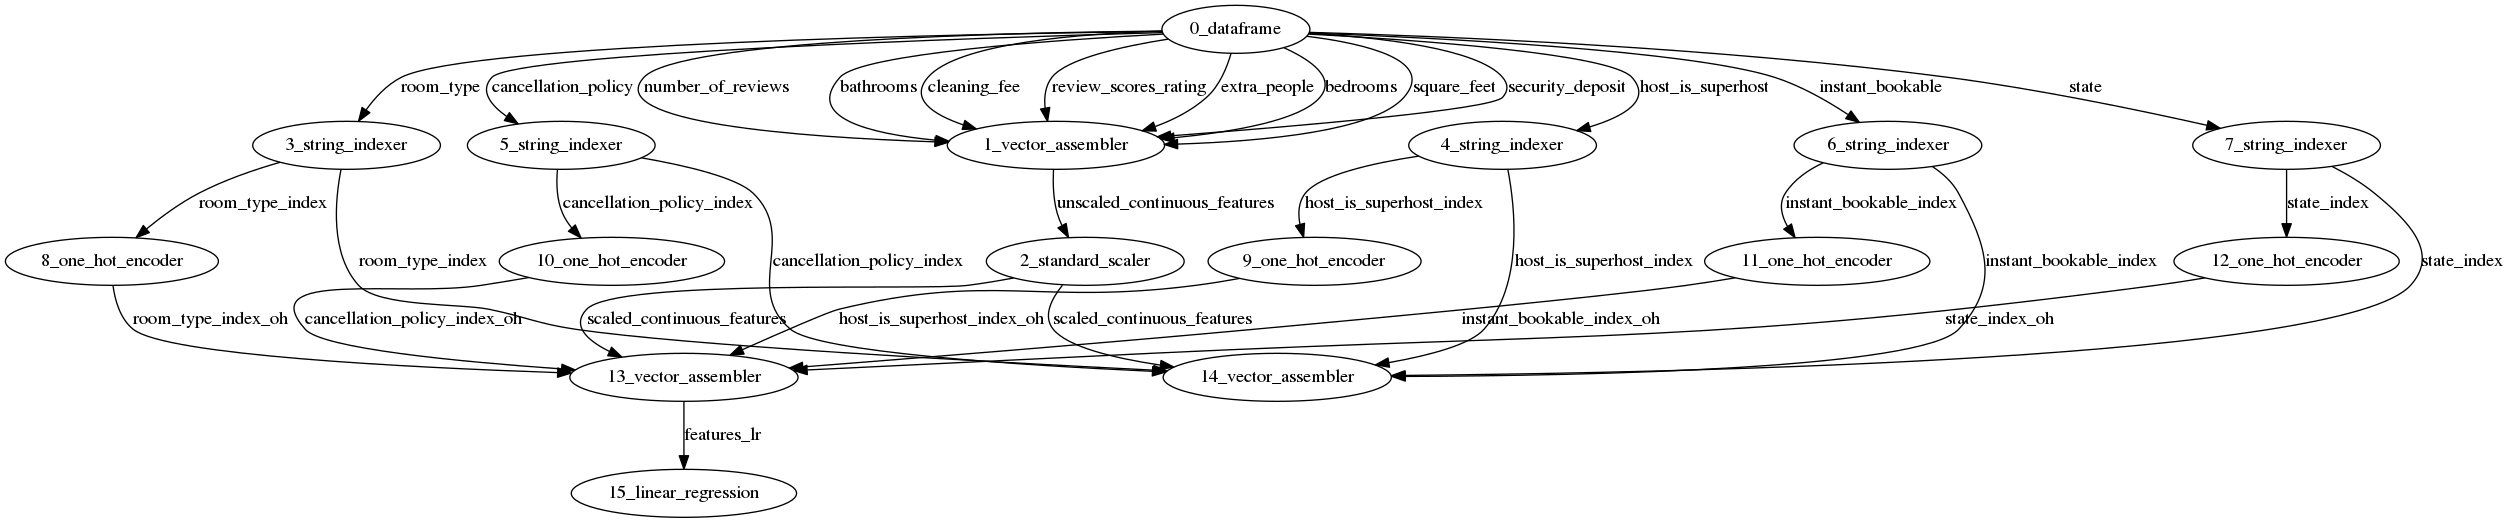 0_dataframe
room_type
cancellation_policy
number_of_reviews
bathrooms
cleaning_fee
review_scores_rating
extra_people
bedrooms
square_feet
security_deposit
host_is_superhost
instant_bookable
state
3_string_indexer
5_string_indexer
1_vector_assembler
4_string_indexer
6_string_indexer
7_string_indexer
room_type_index
cancellation_policy_index
unscaled_continuous_features
host_is_superhost_index
instant_bookable_index
state_index
8_one_hot_encoder
room_type_index
10_one_hot_encoder
cancellation_policy_index
2_standard_scaler
9_one_hot_encoder
host_is_superhost_index
11_one_hot_encoder
instant_bookable_index
12_one_hot_encoder
state_index
room_type_index_oh
cancellation_policy_index_oh
scaled_continuous_features
host_is_superhost_index_oh
scaled_continuous_features
instant_bookable_index_oh
state_index_oh
13_vector_assembler
14_vector_assembler
features_lr
15_linear_regression